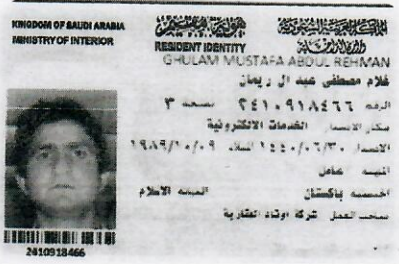 KINGDOM OF SAUDI ARABIA
MINISTRY OF INTERIOR
هوية مقيم
RESIDENT IDENTITY
المملكة العربية السعودية
وزارة الداخلية
GHULAM MUSTAFA ABDUL REHMAN
غلام مصطفى عبد ال ريمان
الرقم ٢٤١٠٩١٨٤٦٦ نسخة ٣
مكان الاصدار الخدمات الالكترونية
الاصدار ١٤٤٠/٠٦/٣٠ الميلاد ١٩٨٩/١٠/٠٩
المهنة عامل
الجنسية باكستان الديانة الاسلام
صاحب العمل شركة اوتاد العقارية
2410918466